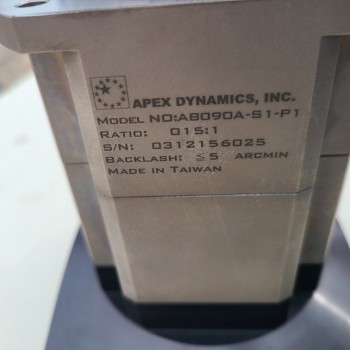 APEX DYNAMICS, INC.
MODEL NO:AB090A-S1-P1
RATIO: 015:1
S/N: 0312156025
BACKLASH: ≤5 ARCMIN
MADE IN TAIWAN